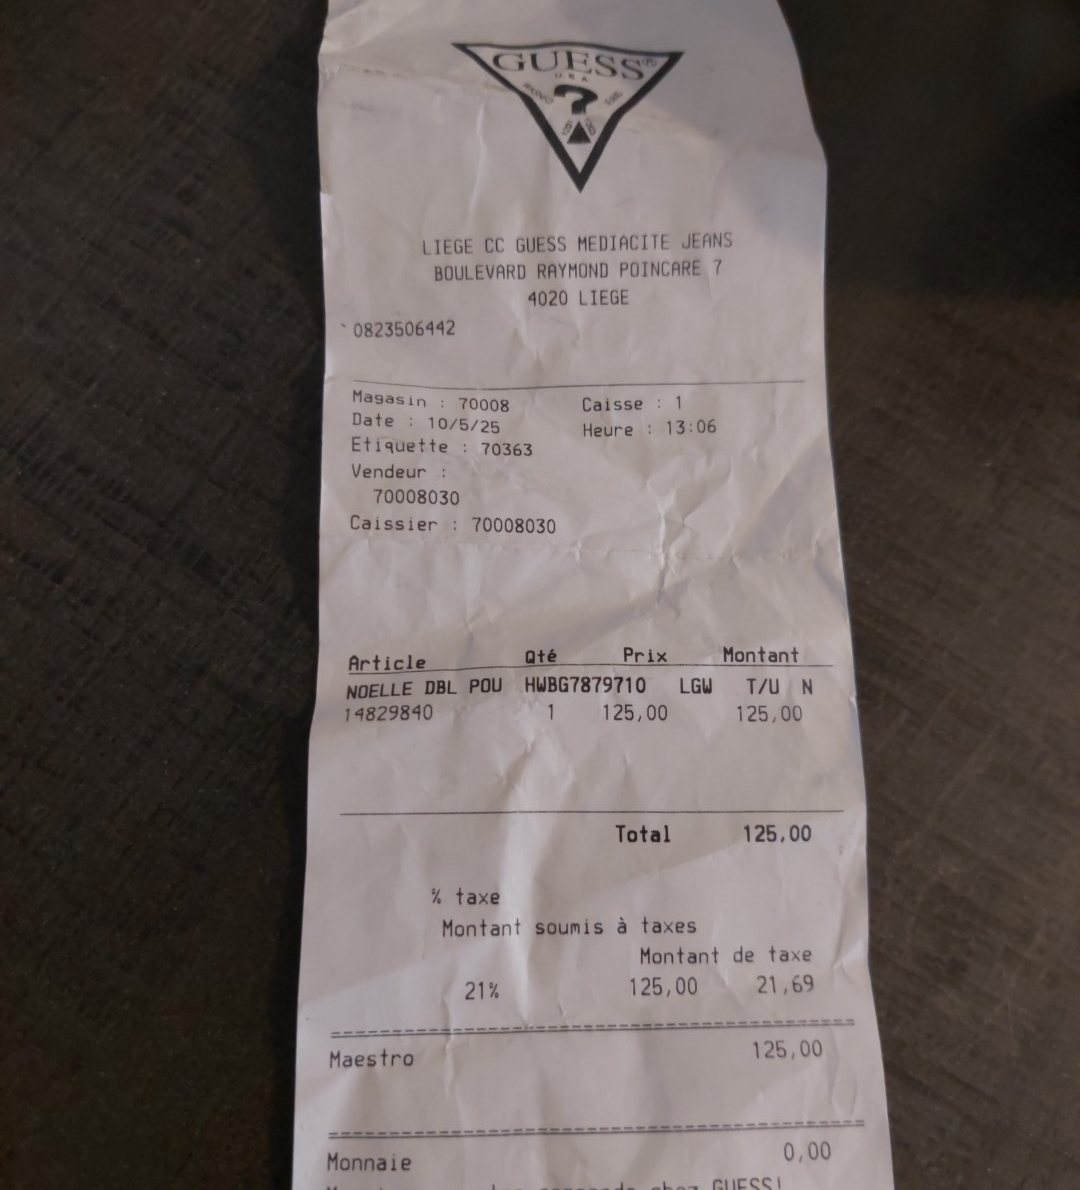 GUESS®
U.S.A.
?
LIEGE CC GUESS MEDIACITE JEANS
BOULEVARD RAYMOND POINCARE 7
4020 LIEGE
0823506442
Magasin : 70008 Caisse : 1
Date : 10/5/25 Heure : 13:06
Etiquette : 70363
Vendeur :
70008030
Caissier : 70008030
Article Qté Prix Montant
NOELLE DBL POU HWBG7879710 LGW T/U N
14829840 1 125,00 125,00
Total 125,00
% taxe
Montant soumis à taxes
Montant de taxe
21% 125,00 21,69
Maestro 125,00
Monnaie 0,00
chez GUESS!